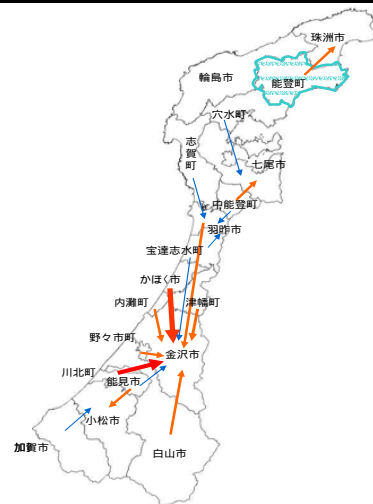 珠洲市
輪島市
能登町
穴水町
志賀町
七尾市
中能登町
羽咋市
宝達志水町
かほく市
内灘町
津幡町
野々市町
金沢市
川北町
能見市
小松市
加賀市
白山市